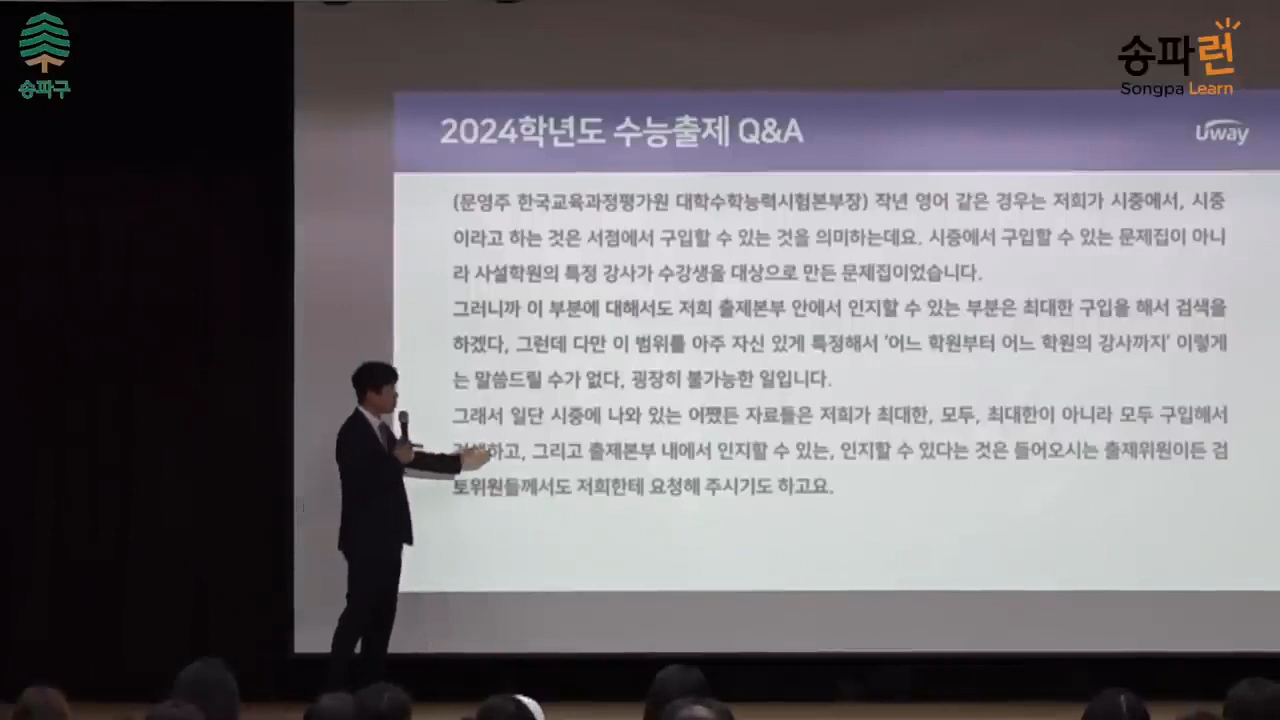 송파구
송파런
Songpa Learn
2024학년도 수능출제 Q&A
Uway
(문영주 한국교육과정평가원 대학수학능력시험본부장) 작년 영어 같은 경우는 저희가 시중에서, 시중
이라고 하는 것은 서점에서 구입할 수 있는 것을 의미하는데요. 시중에서 구입할 수 있는 문제집이 아니
라 사설학원의 특정 강사가 수강생을 대상으로 만든 문제집이었습니다.
그러니까 이 부분에 대해서도 저희 출제본부 안에서 인지할 수 있는 부분은 최대한 구입을 해서 검색을
하겠다, 그런데 다만 이 범위를 아주 자신 있게 특정해서 '어느 학원부터 어느 학원의 강사까지' 이렇게
는 말씀드릴 수가 없다, 굉장히 불가능한 일입니다.
그래서 일단 시중에 나와 있는 어쨌든 자료들은 저희가 최대한, 모두, 최대한이 아니라 모두 구입해서
검색하고, 그리고 출제본부 내에서 인지할 수 있는, 인지할 수 있다는 것은 들어오시는 출제위원이든 검
토위원들께서도 저희한테 요청해 주시기도 하고요.